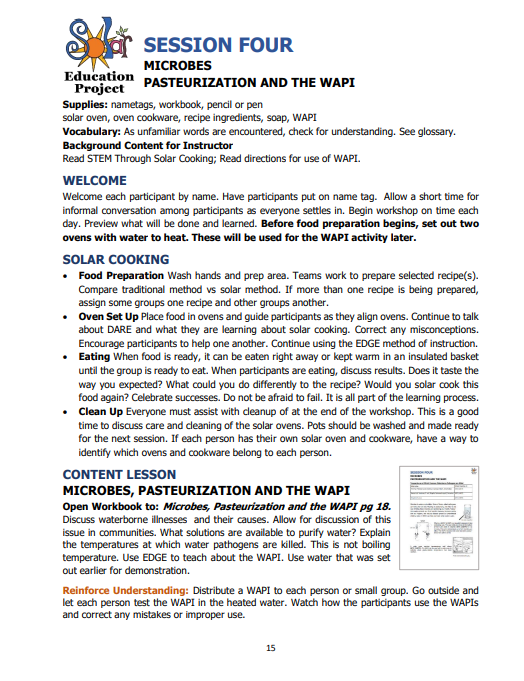 Solar
Education
Project
SESSION FOUR
MICROBES
PASTEURIZATION AND THE WAPI
Supplies: nametags, workbook, pencil or pen
solar oven, oven cookware, recipe ingredients, soap, WAPI
Vocabulary: As unfamiliar words are encountered, check for understanding. See glossary.
Background Content for Instructor
Read STEM Through Solar Cooking; Read directions for use of WAPI.
WELCOME
Welcome each participant by name. Have participants put on name tag. Allow a short time for
informal conversation among participants as everyone settles in. Begin workshop on time each
day. Preview what will be done and learned. Before food preparation begins, set out two
ovens with water to heat. These will be used for the WAPI activity later.
SOLAR COOKING
• Food Preparation Wash hands and prep area. Teams work to prepare selected recipe(s).
Compare traditional method vs solar method. If more than one recipe is being prepared,
assign some groups one recipe and other groups another.
• Oven Set Up Place food in ovens and guide participants as they align ovens. Continue to talk
about DARE and what they are learning about solar cooking. Correct any misconceptions.
Encourage participants to help one another. Continue using the EDGE method of instruction.
• Eating When food is ready, it can be eaten right away or kept warm in an insulated basket
until the group is ready to eat. When participants are eating, discuss results. Does it taste the
way you expected? What could you do differently to the recipe? Would you solar cook this
food again? Celebrate successes. Do not be afraid to fail. It is all part of the learning process.
• Clean Up Everyone must assist with cleanup of at the end of the workshop. This is a good
time to discuss care and cleaning of the solar ovens. Pots should be washed and made ready
for the next session. If each person has their own solar oven and cookware, have a way to
identify which ovens and cookware belong to each person.
CONTENT LESSON
MICROBES, PASTEURIZATION AND THE WAPI
Open Workbook to: Microbes, Pasteurization and the WAPI pg 18.
Discuss waterborne illnesses and their causes. Allow for discussion of this
issue in communities. What solutions are available to purify water? Explain
the temperatures at which water pathogens are killed. This is not boiling
temperature. Use EDGE to teach about the WAPI. Use water that was set
out earlier for demonstration.
SESSION FOUR
Reinforce Understanding: Distribute a WAPI to each person or small group. Go outside and
let each person test the WAPI in the heated water. Watch how the participants use the WAPIs
and correct any mistakes or improper use.
15